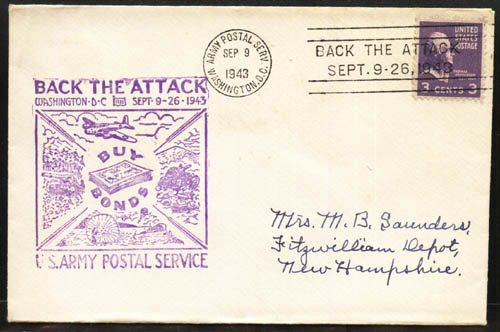 BACK THE ATTACK
WASHINGTON·D·C SEPT·9-26·1943
BUY
BONDS
U.S. ARMY POSTAL SERVICE
U.S. ARMY POSTAL SERV.
SEP 9
1943
WASHINGTON, D.C.
BACK THE ATTACK
SEPT. 9-26, 1943
UNITED
STATES
POSTAGE
3 CENTS 3
Mrs. M. B. Saunders,
Fitzwilliam Depot,
New Hampshire.